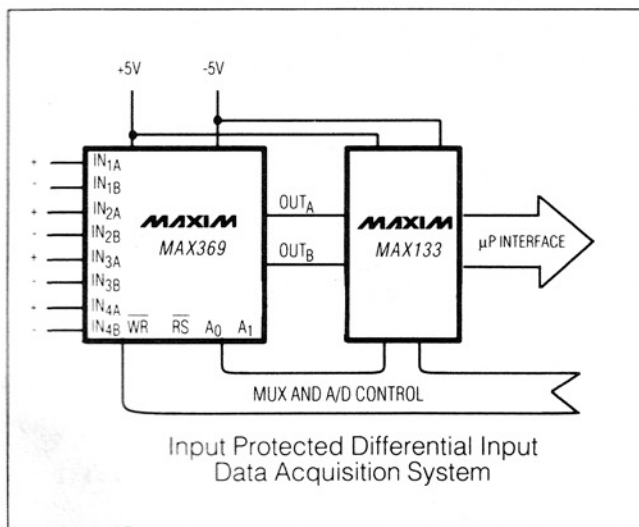 +5V -5V
+ IN1A
- IN1B
+ IN2A
- IN2B
+ IN3A
- IN3B
+ IN4A
- IN4B
MAXIM
MAX369
WR RS A0 A1
OUTA
OUTB
MAXIM
MAX133
μP INTERFACE
MUX AND A/D CONTROL
Input Protected Differential Input
Data Acquisition System